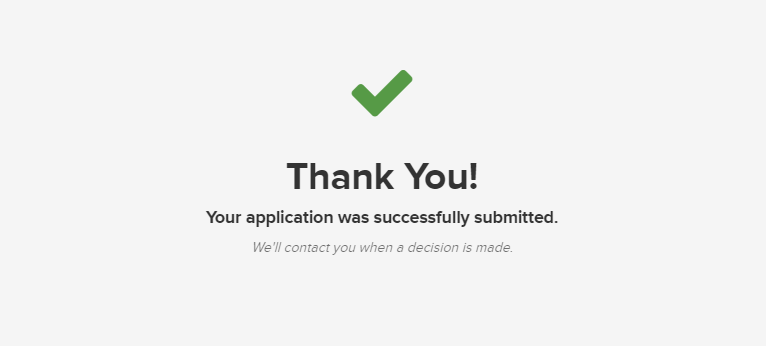 Thank You!
Your application was successfully submitted.
We'll contact you when a decision is made.